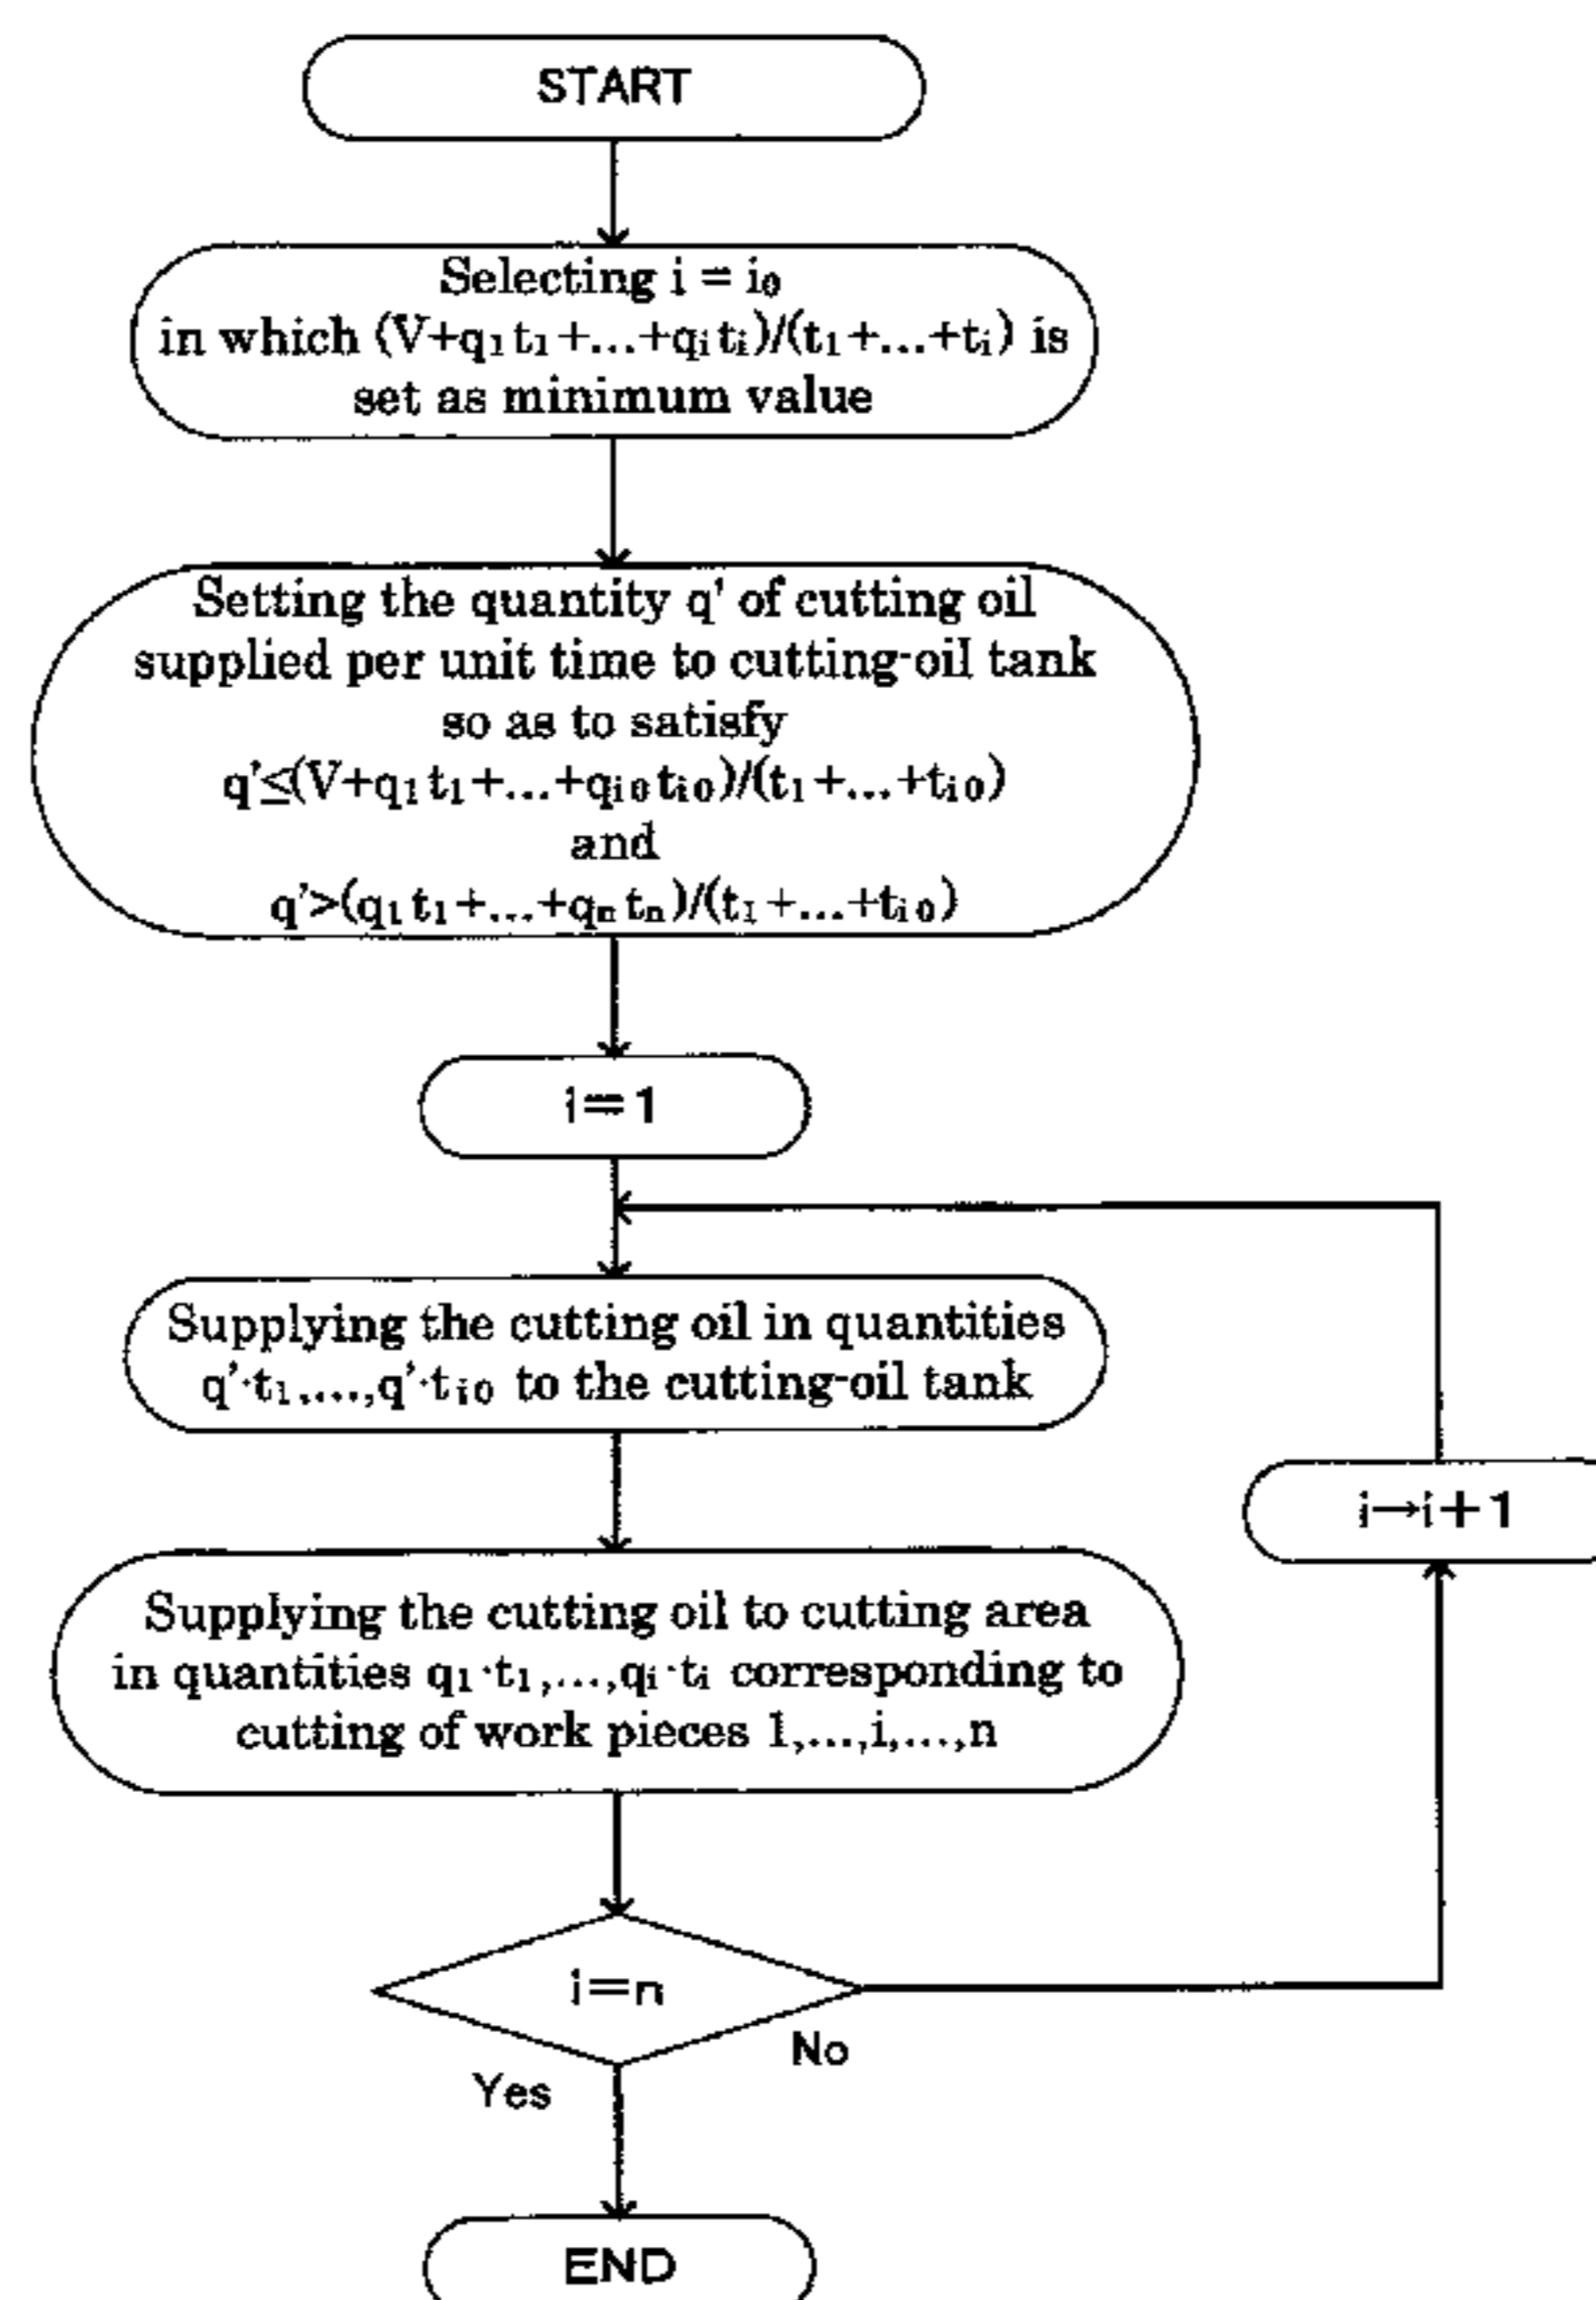 START
Selecting i = i₀
in which (V+q₁t₁+...+qᵢtᵢ)/(t₁+...+tᵢ) is
set as minimum value
Setting the quantity q' of cutting oil
supplied per unit time to cutting-oil tank
so as to satisfy
q'≤(V+q₁t₁+...+qᵢ₀tᵢ₀)/(t₁+...+tᵢ₀)
and
q'>(q₁t₁+...+qₙtₙ)/(t₁+...+tᵢ₀)
i=1
Supplying the cutting oil in quantities
q'·t₁,...,q'·tᵢ₀ to the cutting-oil tank
i→i+1
Supplying the cutting oil to cutting area
in quantities q₁·t₁,...,qᵢ·tᵢ corresponding to
cutting of work pieces 1,...,i,...,n
i=n
No
Yes
END